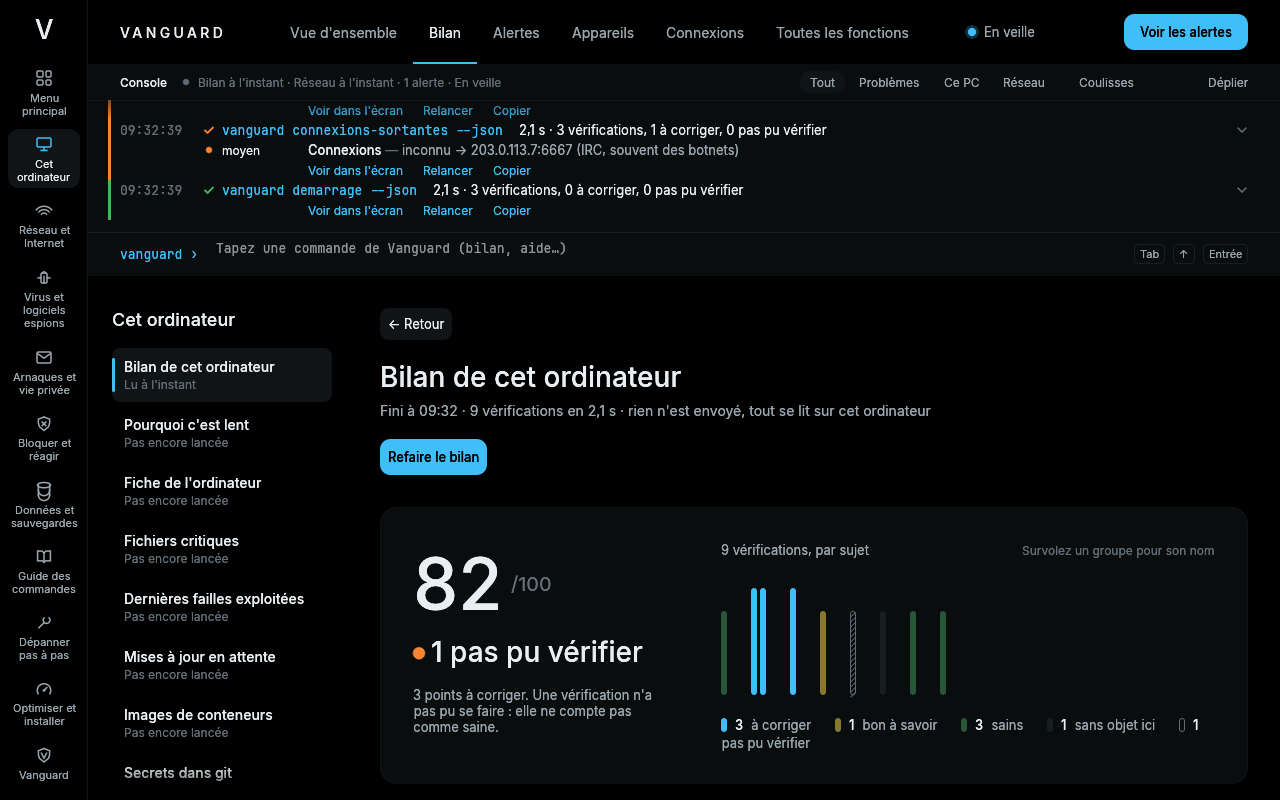 V
VANGUARD
Vue d'ensemble
Bilan
Alertes
Appareils
Connexions
Toutes les fonctions
En veille
Voir les alertes
Menu
principal
Cet
ordinateur
Réseau et
Internet
Virus et
logiciels
espions
Arnaques et
vie privée
Bloquer et
réagir
Données et
sauvegardes
Guide des
commandes
Dépanner
pas à pas
Optimiser et
installer
Vanguard
Console
Bilan à l'instant · Réseau à l'instant · 1 alerte · En veille
Tout
Problèmes
Ce PC
Réseau
Coulisses
Déplier
Voir dans l'écran Relancer Copier
09:32:39 vanguard connexions-sortantes --json 2,1 s · 3 vérifications, 1 à corriger, 0 pas pu vérifier
moyen Connexions — inconnu → 203.0.113.7:6667 (IRC, souvent des botnets)
Voir dans l'écran Relancer Copier
09:32:39 vanguard demarrage --json 2,1 s · 3 vérifications, 0 à corriger, 0 pas pu vérifier
Voir dans l'écran Relancer Copier
vanguard › Tapez une commande de Vanguard (bilan, aide…)
Tab ↑ Entrée
Cet ordinateur
Bilan de cet ordinateur
Lu à l'instant
Pourquoi c'est lent
Pas encore lancée
Fiche de l'ordinateur
Pas encore lancée
Fichiers critiques
Pas encore lancée
Dernières failles exploitées
Pas encore lancée
Mises à jour en attente
Pas encore lancée
Images de conteneurs
Pas encore lancée
Secrets dans git
← Retour
Bilan de cet ordinateur
Fini à 09:32 · 9 vérifications en 2,1 s · rien n'est envoyé, tout se lit sur cet ordinateur
Refaire le bilan
82 /100
1 pas pu vérifier
3 points à corriger. Une vérification n'a
pas pu se faire : elle ne compte pas
comme saine.
9 vérifications, par sujet
Survolez un groupe pour son nom
3 à corriger 1 bon à savoir 3 sains 1 sans objet ici 1
pas pu vérifier